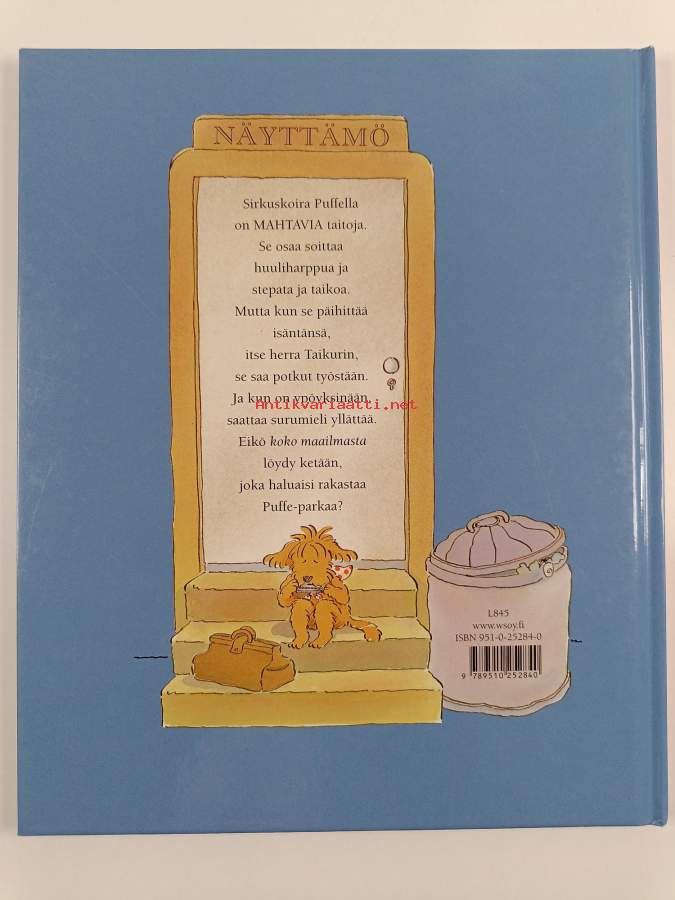 NÄYTTÄMÖ
Sirkuskoira Puffella
on MAHTAVIA taitoja.
Se osaa soittaa
huuliharppua ja
stepata ja taikoa.
Mutta kun se päihittää
isäntänsä,
itse herra Taikurin,
se saa potkut työstään.
Ja kun on ypöyksinään,
Antikvariaatti.net
saattaa surumieli yllättää.
Eikö koko maailmasta
löydy ketään,
joka haluaisi rakastaa
Puffe-parkaa?
L845
www.wsoy.fi
ISBN 951-0-25284-0
9 789510 252840